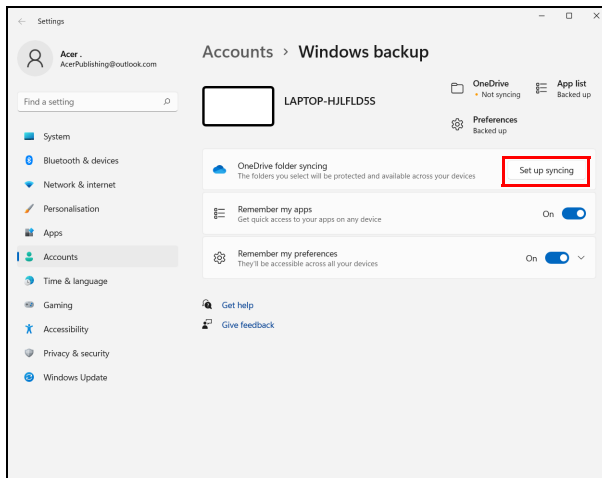 Settings
Acer .
AcerPublishing@outlook.com
Find a setting
System
Bluetooth & devices
Network & internet
Personalisation
Apps
Accounts
Time & language
Gaming
Accessibility
Privacy & security
Windows Update
Accounts > Windows backup
LAPTOP-HJLFLD5S
OneDrive
• Not syncing
App list
Backed up
Preferences
Backed up
OneDrive folder syncing
The folders you select will be protected and available across your devices
Set up syncing
Remember my apps
Get quick access to your apps on any device
On
Remember my preferences
They'll be accessible across all your devices
On
Get help
Give feedback